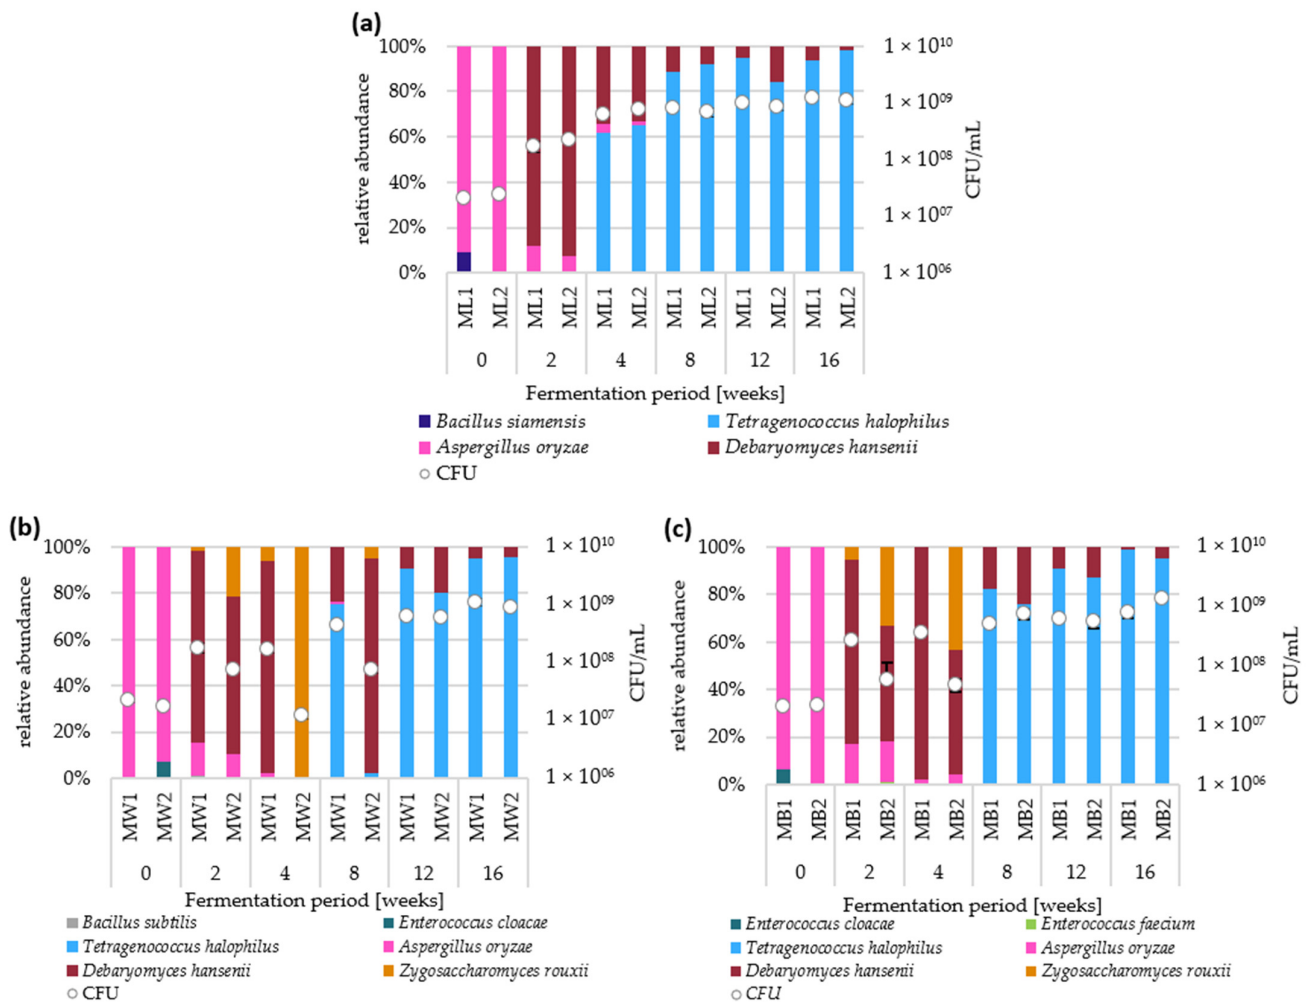 (a)
100%
80%
60%
40%
20%
0%
relative abundance
1 × 10¹⁰
1 × 10⁰⁹
1 × 10⁰⁸
1 × 10⁰⁷
1 × 10⁰⁶
CFU/mL
ML1 ML2 ML1 ML2 ML1 ML2 ML1 ML2 ML1 ML2 ML1 ML2
0 2 4 8 12 16
Fermentation period [weeks]
Bacillus siamensis Tetragenococcus halophilus
Aspergillus oryzae Debaryomyces hansenii
CFU
(b)
100%
80%
60%
40%
20%
0%
relative abundance
1 × 10¹⁰
1 × 10⁰⁹
1 × 10⁰⁸
1 × 10⁰⁷
1 × 10⁰⁶
CFU/mL
MW1 MW2 MW1 MW2 MW1 MW2 MW1 MW2 MW1 MW2 MW1 MW2
0 2 4 8 12 16
Fermentation period [weeks]
Bacillus subtilis Enterococcus cloacae
Tetragenococcus halophilus Aspergillus oryzae
Debaryomyces hansenii Zygosaccharomyces rouxii
CFU
(c)
100%
80%
60%
40%
20%
0%
relative abundance
1 × 10¹⁰
1 × 10⁰⁹
1 × 10⁰⁸
1 × 10⁰⁷
1 × 10⁰⁶
CFU/mL
MB1 MB2 MB1 MB2 MB1 MB2 MB1 MB2 MB1 MB2 MB1 MB2
0 2 4 8 12 16
Fermentation period [weeks]
Enterococcus cloacae Enterococcus faecium
Tetragenococcus halophilus Aspergillus oryzae
Debaryomyces hansenii Zygosaccharomyces rouxii
CFU